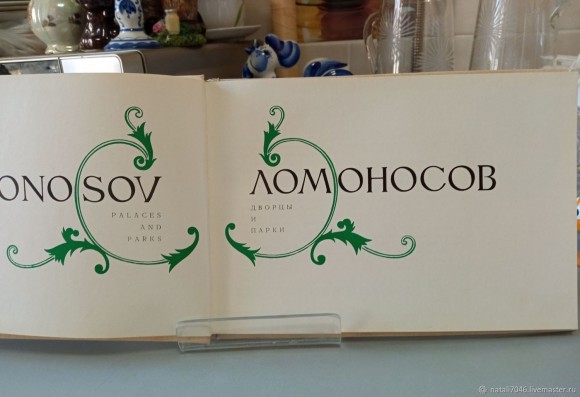 ONOSOV
PALACES
AND
PARKS
ЛОМОНОСОВ
ДВОРЦЫ
И
ПАРКИ
natali7046.livemaster.ru